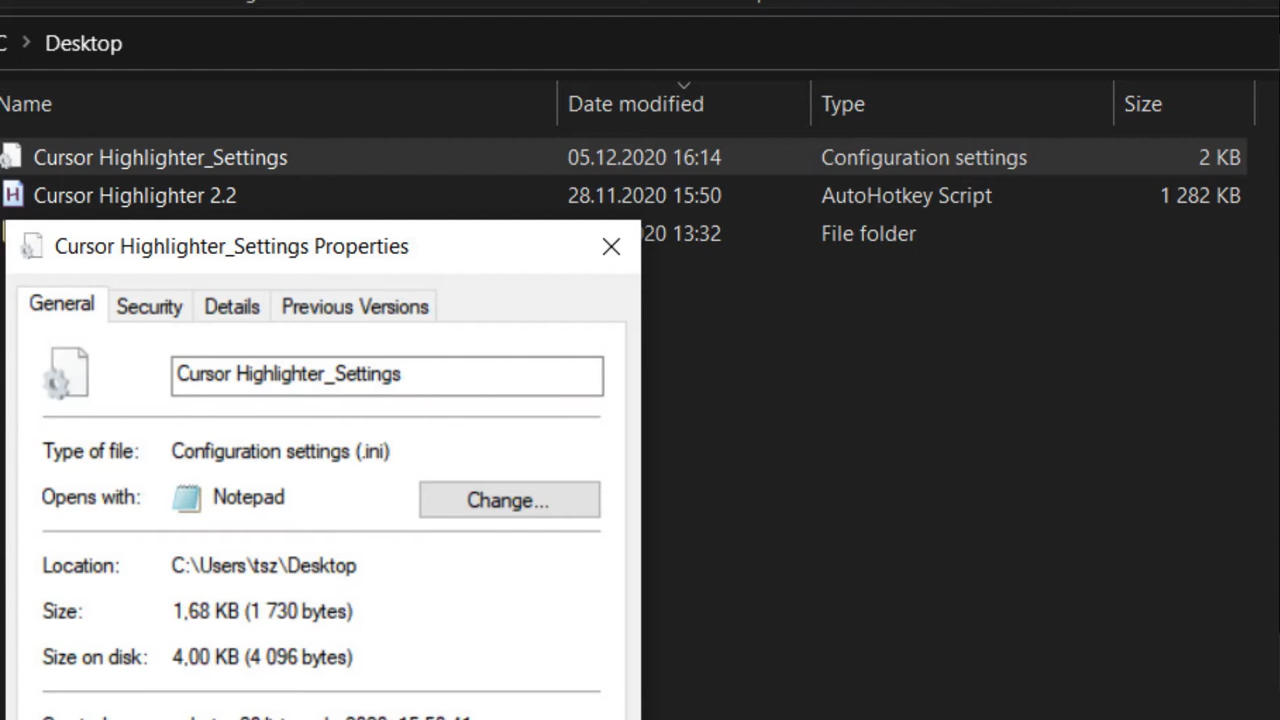 Desktop
Name Date modified Type Size
Cursor Highlighter_Settings 05.12.2020 16:14 Configuration settings 2 KB
Cursor Highlighter 2.2 28.11.2020 15:50 AutoHotkey Script 1 282 KB
20 13:32 File folder
Cursor Highlighter_Settings Properties
General Security Details Previous Versions
Cursor Highlighter_Settings
Type of file: Configuration settings (.ini)
Opens with: Notepad Change...
Location: C:\Users\tsz\Desktop
Size: 1,68 KB (1 730 bytes)
Size on disk: 4,00 KB (4 096 bytes)